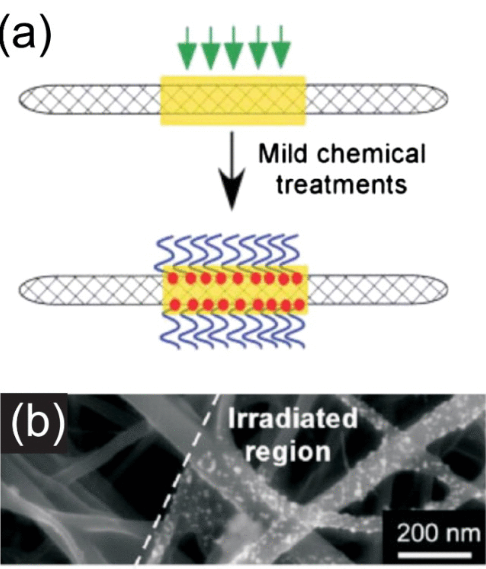 (a)
Mild chemical
treatments
(b)
Irradiated
region
200 nm